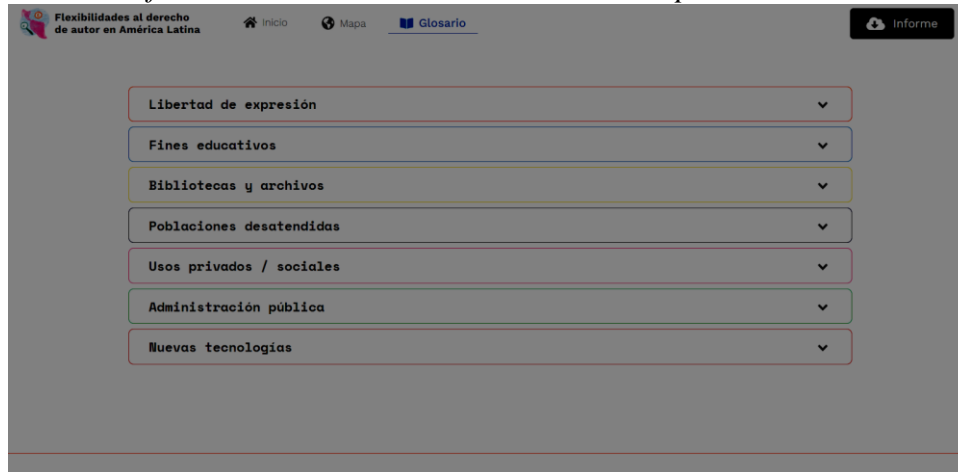 Flexibilidades al derecho
de autor en América Latina
Inicio
Mapa
Glosario
Informe
Libertad de expresión
Fines educativos
Bibliotecas y archivos
Poblaciones desatendidas
Usos privados / sociales
Administración pública
Nuevas tecnologías